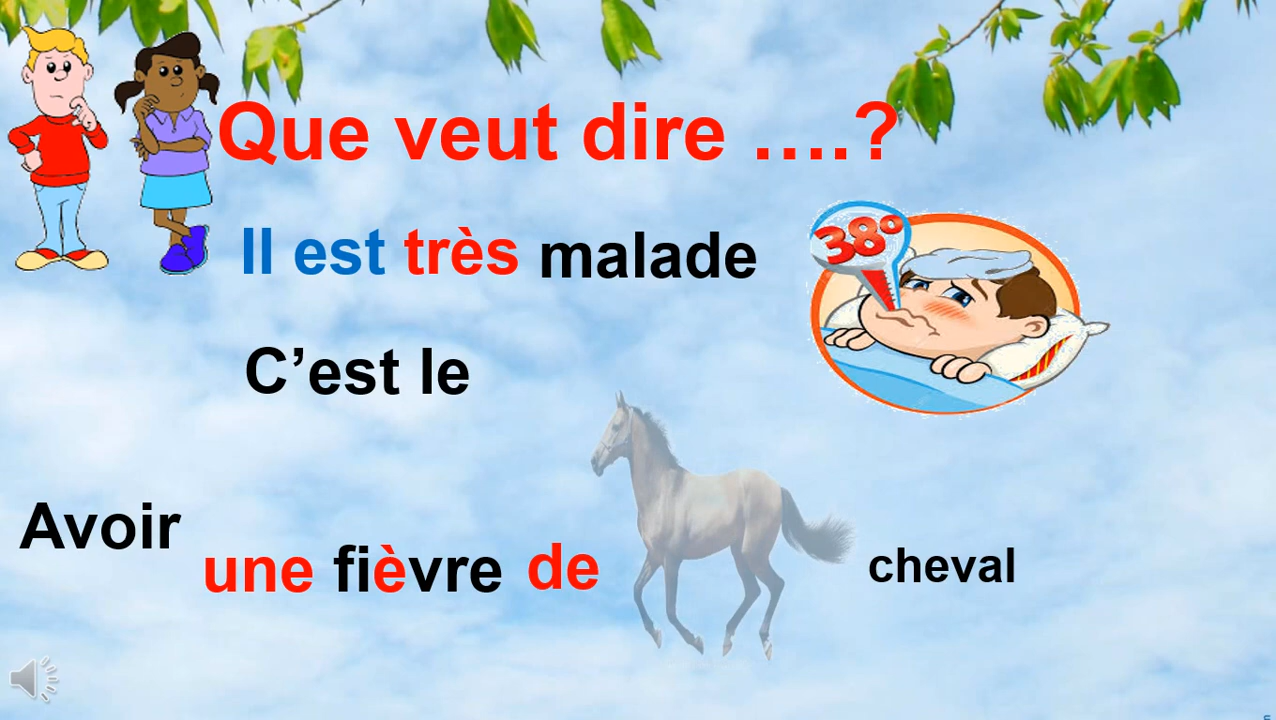 Que veut dire ….?
38°
Il est très malade
C’est le
Avoir
une fièvre de cheval